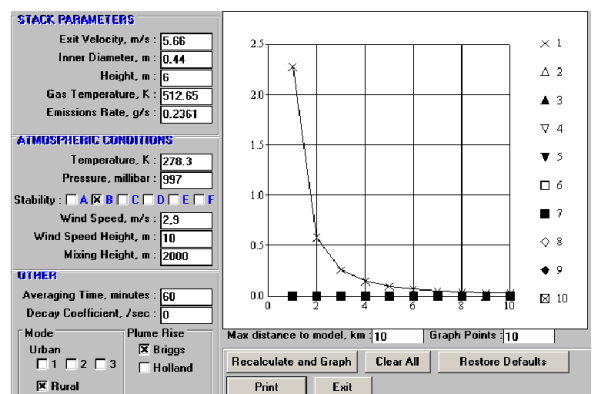 STACK PARAMETERS
Exit Velocity, m/s : 5.66
Inner Diameter, m : 0.44
Height, m : 6
Gas Temperature, K : 512.65
Emissions Rate, g/s : 0.2361
ATMOSPHERIC CONDITIONS
Temperature, K : 278.3
Pressure, millibar : 997
Stability : A B C D E F
Wind Speed, m/s : 2,9
Wind Speed Height, m : 10
Mixing Height, m : 2000
OTHER
Averaging Time, minutes : 60
Decay Coefficient, /sec : 0
Mode
Urban
1 2 3
Rural
Plume Rise
Briggs
Holland
2.5
2.0
1.5
1.0
0.5
0.0
0 2 4 6 8 10
1
2
3
4
5
6
7
8
9
10
Max distance to model, km : 10 Graph Points : 10
Recalculate and Graph Clear All Restore Defaults
Print Exit